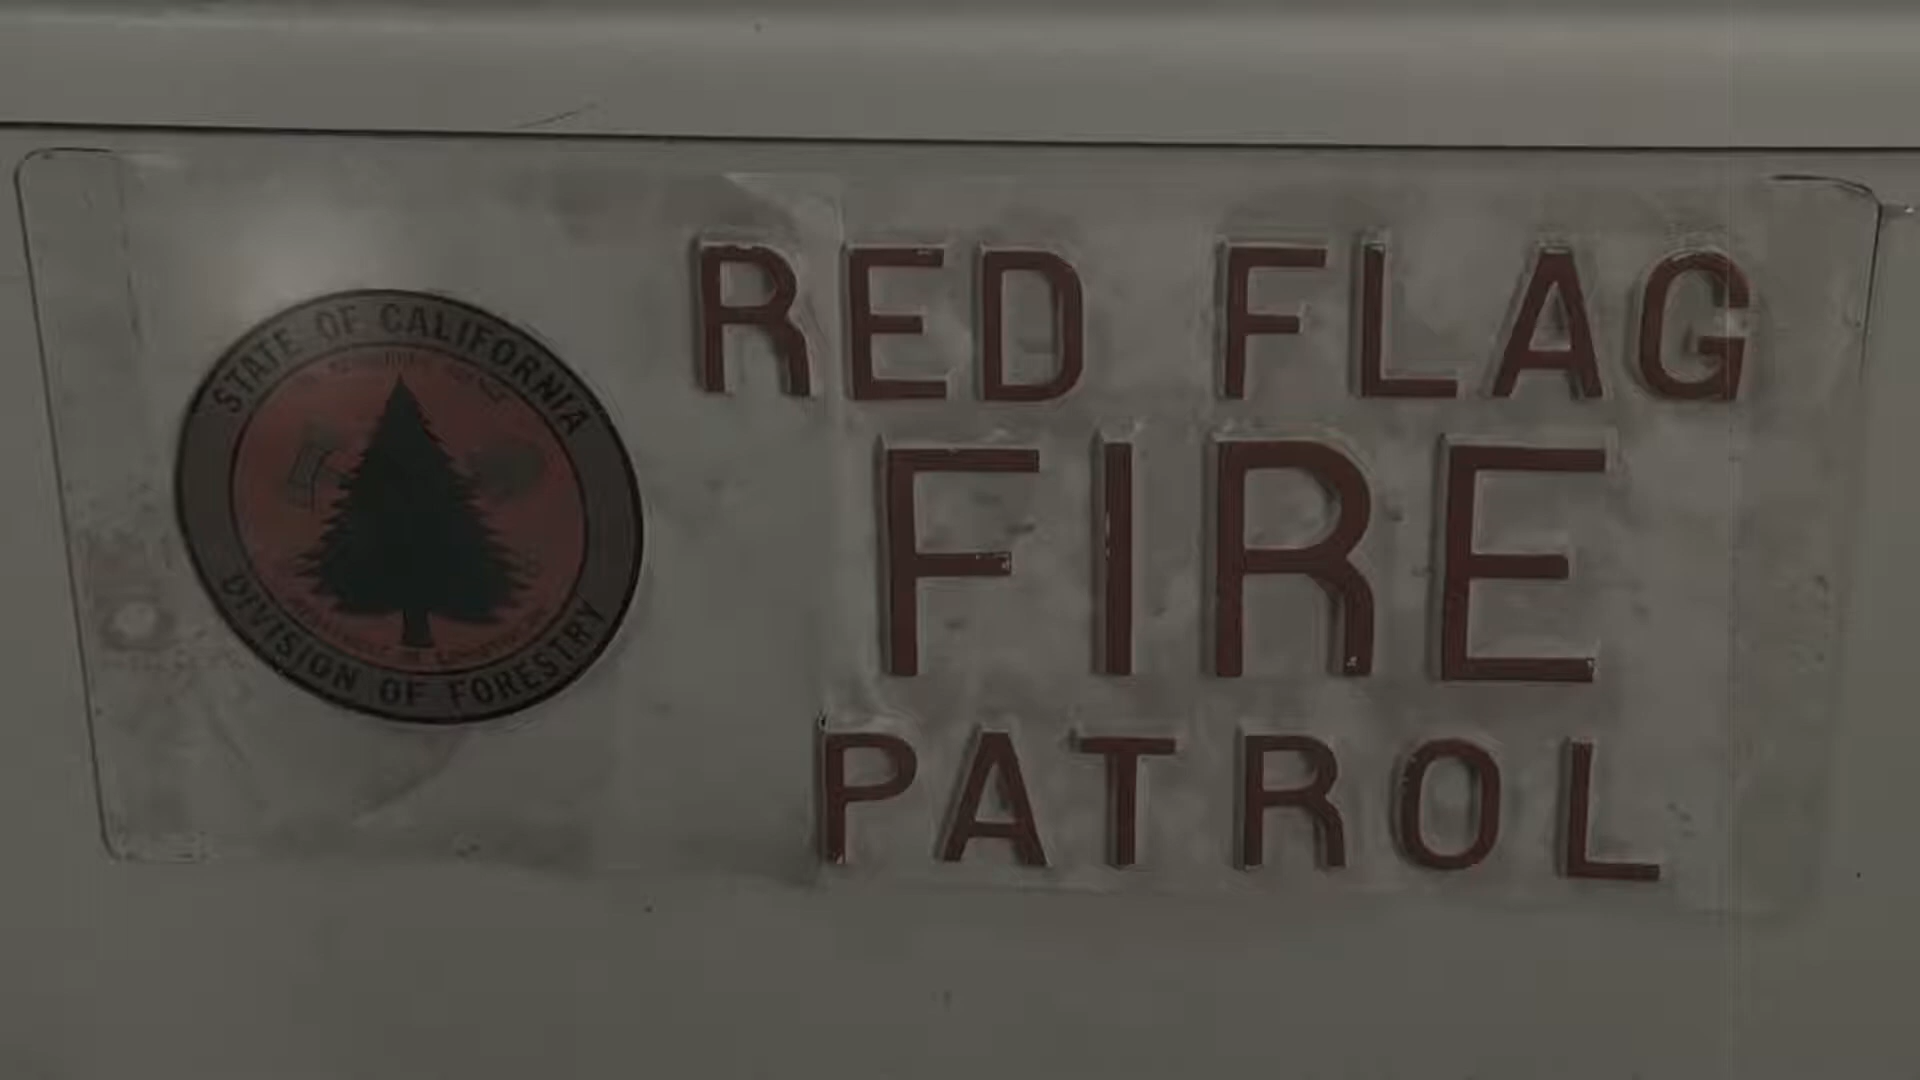 STATE OF CALIFORNIA
DIVISION OF FORESTRY
RED FLAG
FIRE
PATROL